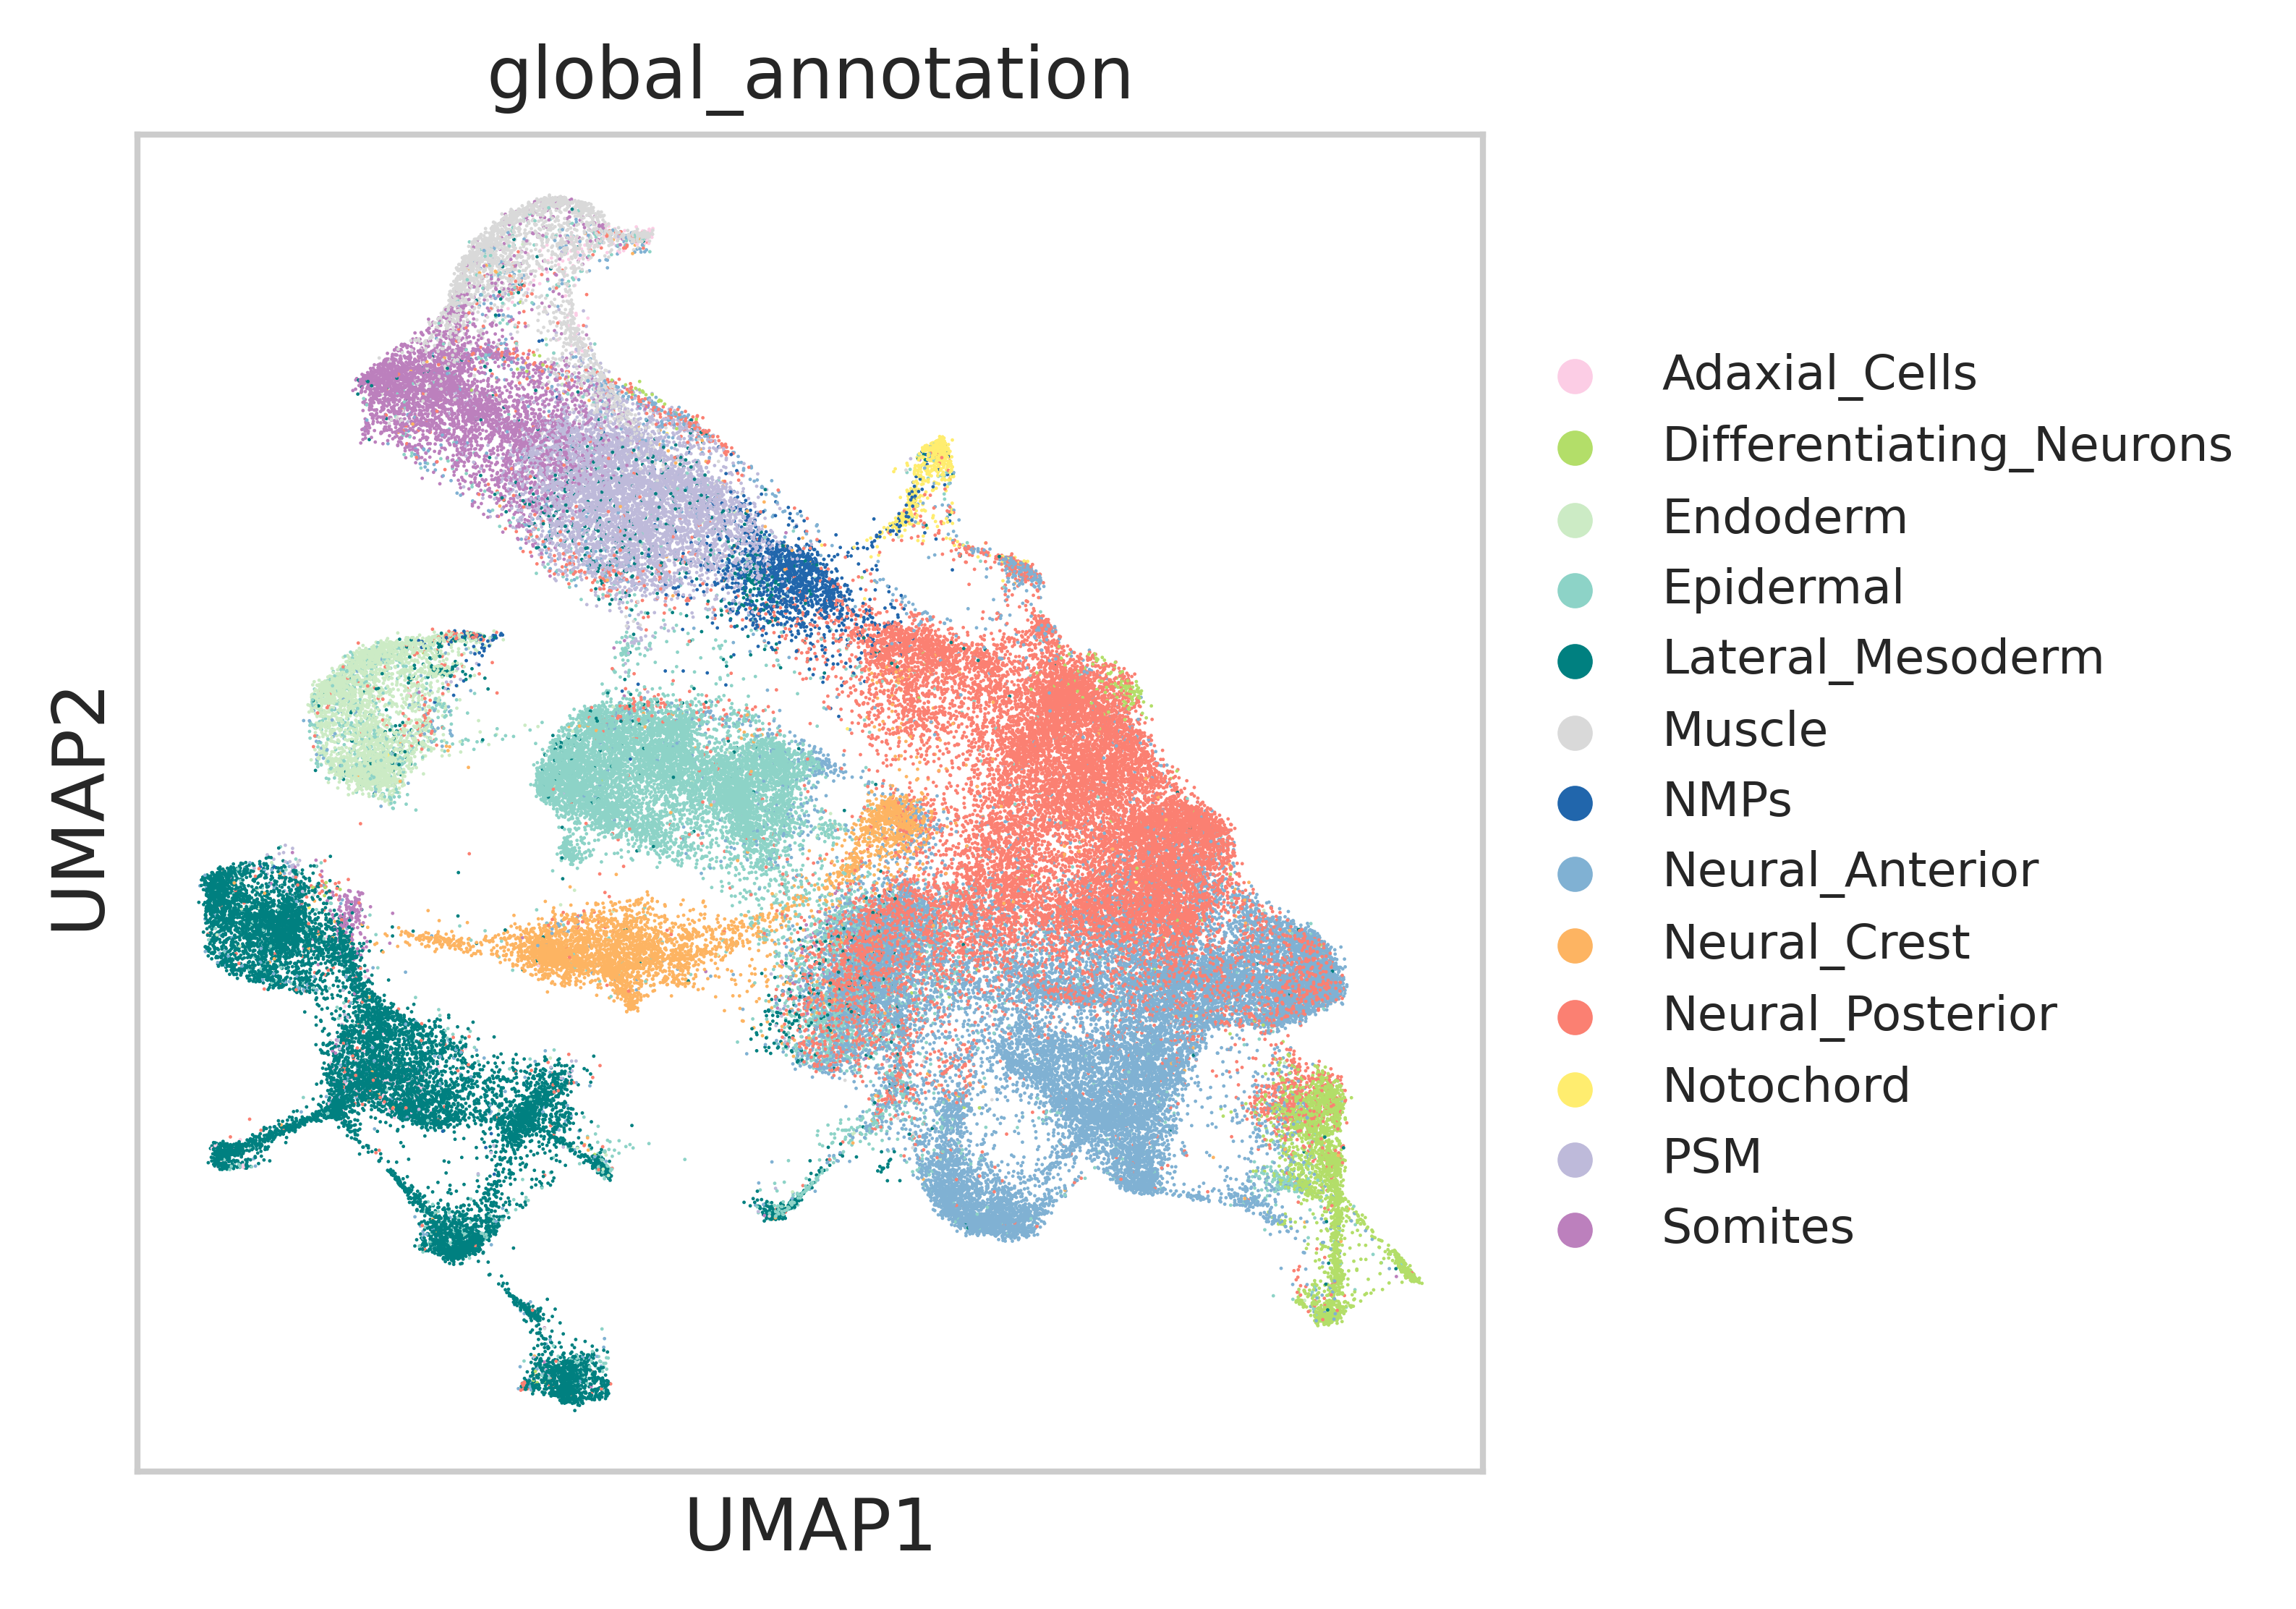 global_annotation
UMAP2
UMAP1
Adaxial_Cells
Differentiating_Neurons
Endoderm
Epidermal
Lateral_Mesoderm
Muscle
NMPs
Neural_Anterior
Neural_Crest
Neural_Posterior
Notochord
PSM
Somites